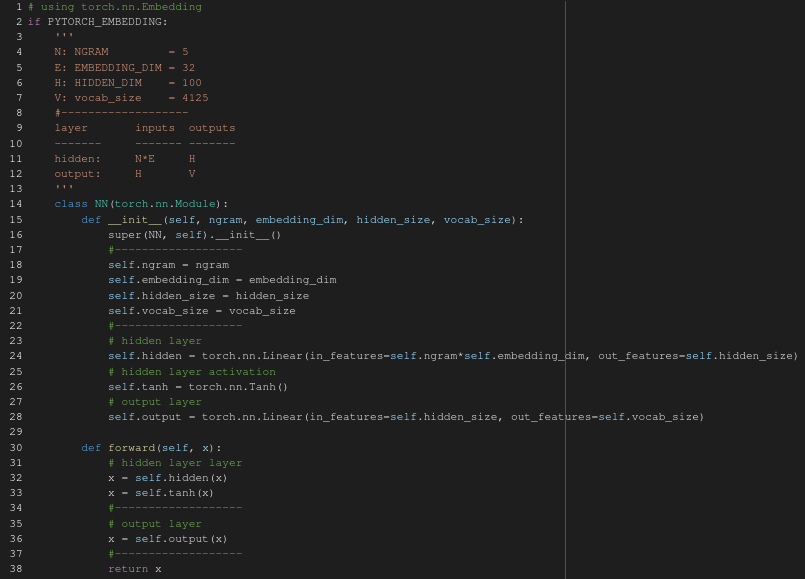 1 # using torch.nn.Embedding
2 if PYTORCH_EMBEDDING:
3     '''
4     N: NGRAM         = 5
5     E: EMBEDDING_DIM = 32
6     H: HIDDEN_DIM    = 100
7     V: vocab_size    = 4125
8     #-------------------
9     layer       inputs  outputs
10     -------     ------- -------
11     hidden:     N*E     H
12     output:     H       V
13     '''
14     class NN(torch.nn.Module):
15         def __init__(self, ngram, embedding_dim, hidden_size, vocab_size):
16             super(NN, self).__init__()
17             #-------------------
18             self.ngram = ngram
19             self.embedding_dim = embedding_dim
20             self.hidden_size = hidden_size
21             self.vocab_size = vocab_size
22             #-------------------
23             # hidden layer
24             self.hidden = torch.nn.Linear(in_features=self.ngram*self.embedding_dim, out_features=self.hidden_size)
25             # hidden layer activation
26             self.tanh = torch.nn.Tanh()
27             # output layer
28             self.output = torch.nn.Linear(in_features=self.hidden_size, out_features=self.vocab_size)
29
30         def forward(self, x):
31             # hidden layer layer
32             x = self.hidden(x)
33             x = self.tanh(x)
34             #-------------------
35             # output layer
36             x = self.output(x)
37             #-------------------
38             return x